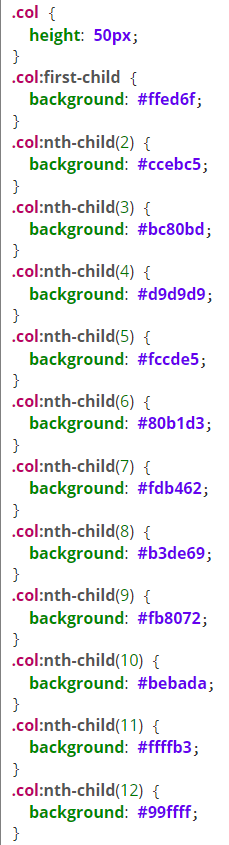 .col {
  height: 50px;
}
.col:first-child {
  background: #ffed6f;
}
.col:nth-child(2) {
  background: #ccebc5;
}
.col:nth-child(3) {
  background: #bc80bd;
}
.col:nth-child(4) {
  background: #d9d9d9;
}
.col:nth-child(5) {
  background: #fccde5;
}
.col:nth-child(6) {
  background: #80b1d3;
}
.col:nth-child(7) {
  background: #fdb462;
}
.col:nth-child(8) {
  background: #b3de69;
}
.col:nth-child(9) {
  background: #fb8072;
}
.col:nth-child(10) {
  background: #bebada;
}
.col:nth-child(11) {
  background: #ffffb3;
}
.col:nth-child(12) {
  background: #99ffff;
}